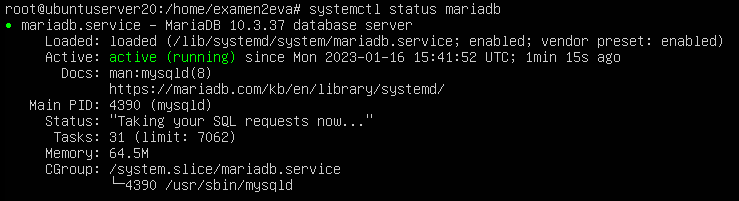 root@ubuntuserver20:/home/examen2eva# systemctl status mariadb
● mariadb.service – MariaDB 10.3.37 database server
Loaded: loaded (/lib/systemd/system/mariadb.service; enabled; vendor preset: enabled)
Active: active (running) since Mon 2023-01-16 15:41:52 UTC; 1min 15s ago
Docs: man:mysqld(8)
https://mariadb.com/kb/en/library/systemd/
Main PID: 4390 (mysqld)
Status: "Taking your SQL requests now..."
Tasks: 31 (limit: 7062)
Memory: 64.5M
CGroup: /system.slice/mariadb.service
└─4390 /usr/sbin/mysqld